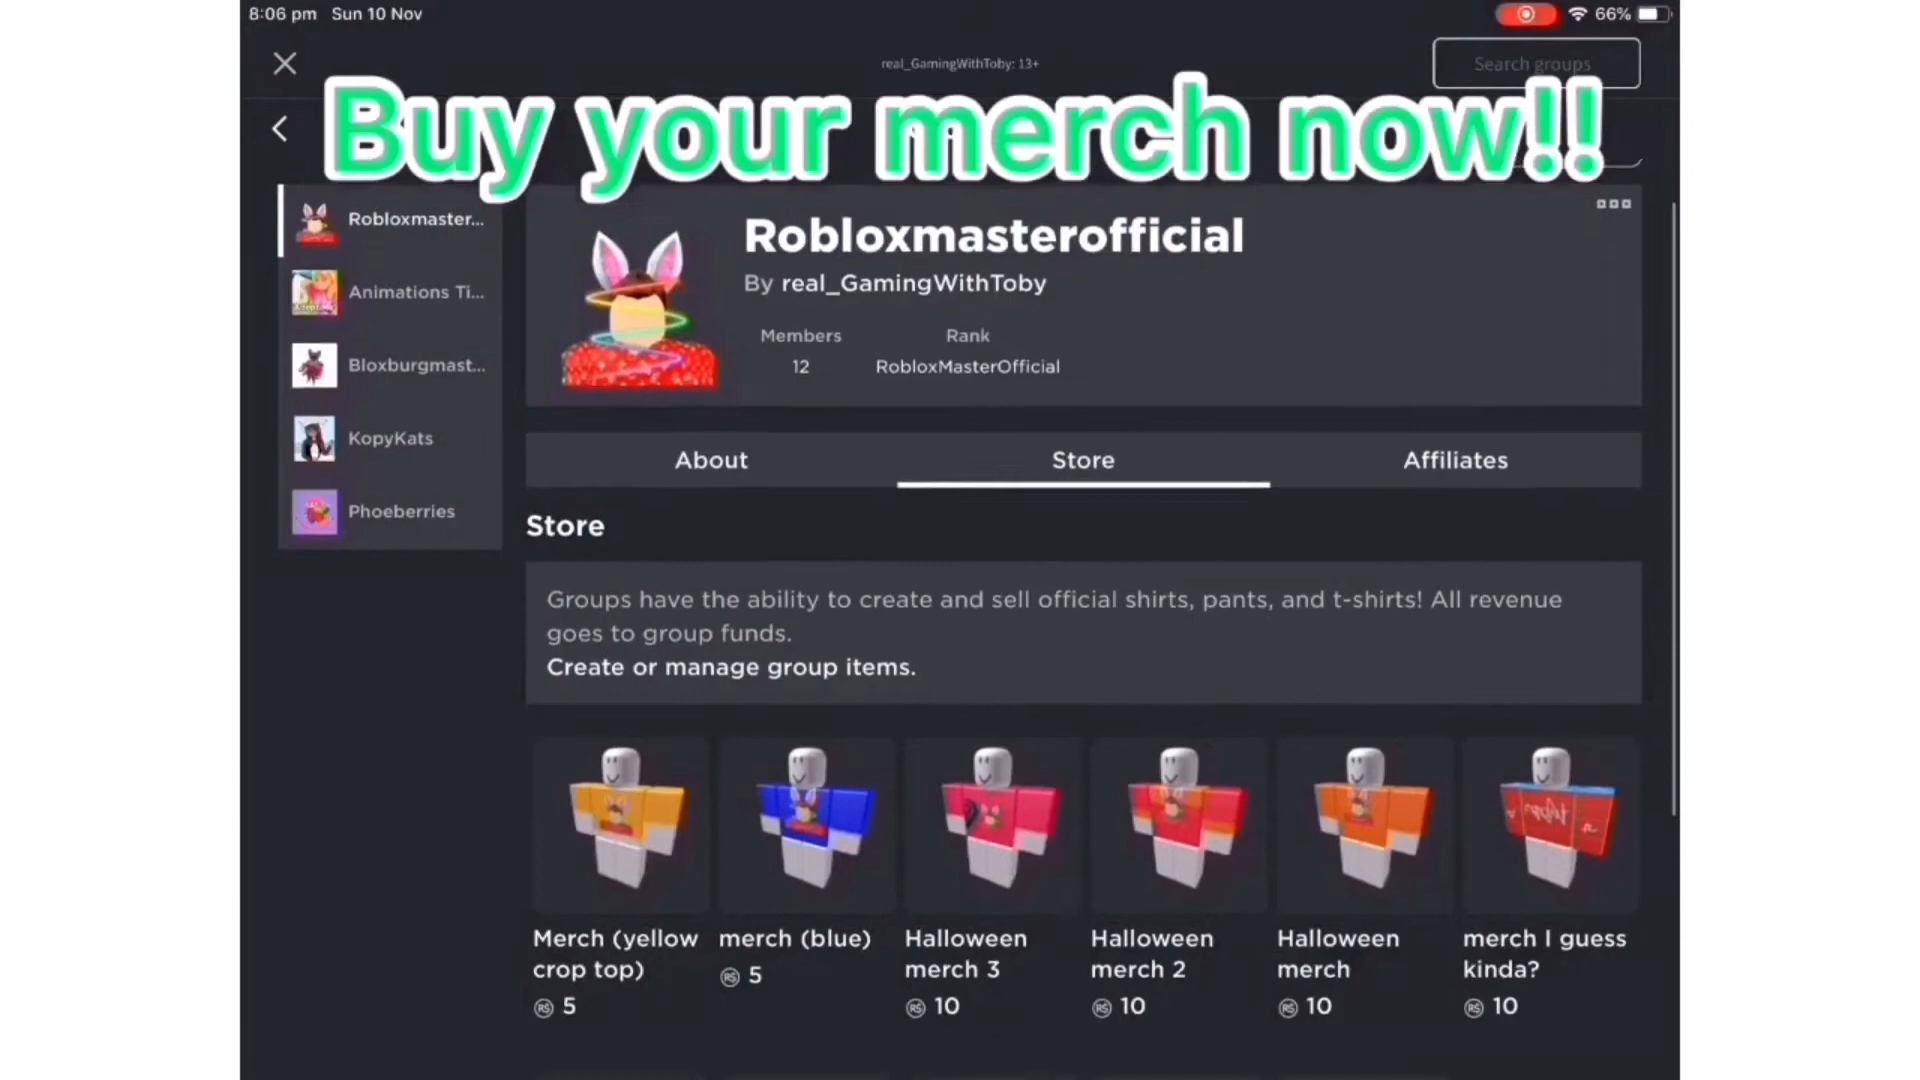 8:06 pm Sun 10 Nov
66%
real_GamingWithToby: 13+
Search groups
Buy your merch now!!
Robloxmaster...
Animations Ti...
Bloxburgmast...
KopyKats
Phoeberries
Robloxmasterofficial
By real_GamingWithToby
Members Rank
12 RobloxMasterOfficial
About Store Affiliates
Store
Groups have the ability to create and sell official shirts, pants, and t-shirts! All revenue
goes to group funds.
Create or manage group items.
Merch (yellow
crop top)
5
merch (blue)
5
Halloween
merch 3
10
Halloween
merch 2
10
Halloween
merch
10
merch I guess
kinda?
10